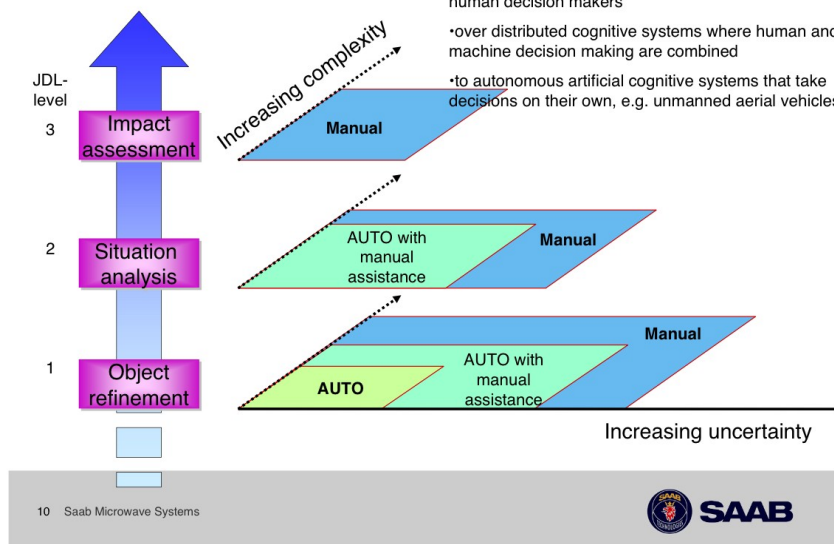 human decision makers
•over distributed cognitive systems where human and
machine decision making are combined
•to autonomous artificial cognitive systems that take
decisions on their own, e.g. unmanned aerial vehicles
Increasing complexity
JDL-
level
3
Impact
assessment
Manual
2
Situation
analysis
AUTO with
manual
assistance
Manual
1
Object
refinement
AUTO
AUTO with
manual
assistance
Manual
Increasing uncertainty
10 Saab Microwave Systems
SAAB
SAAB